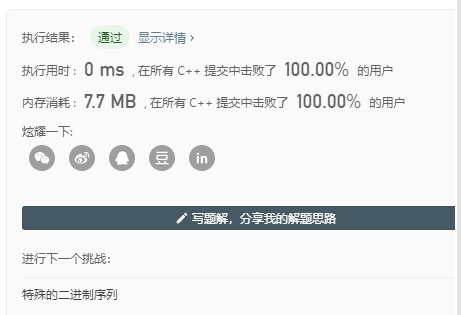 执行结果： 通过 显示详情 ›
执行用时：0 ms ，在所有 C++ 提交中击败了 100.00% 的用户
内存消耗：7.7 MB ，在所有 C++ 提交中击败了 100.00% 的用户
炫耀一下:
豆 in
写题解，分享我的解题思路
进行下一个挑战：
特殊的二进制序列